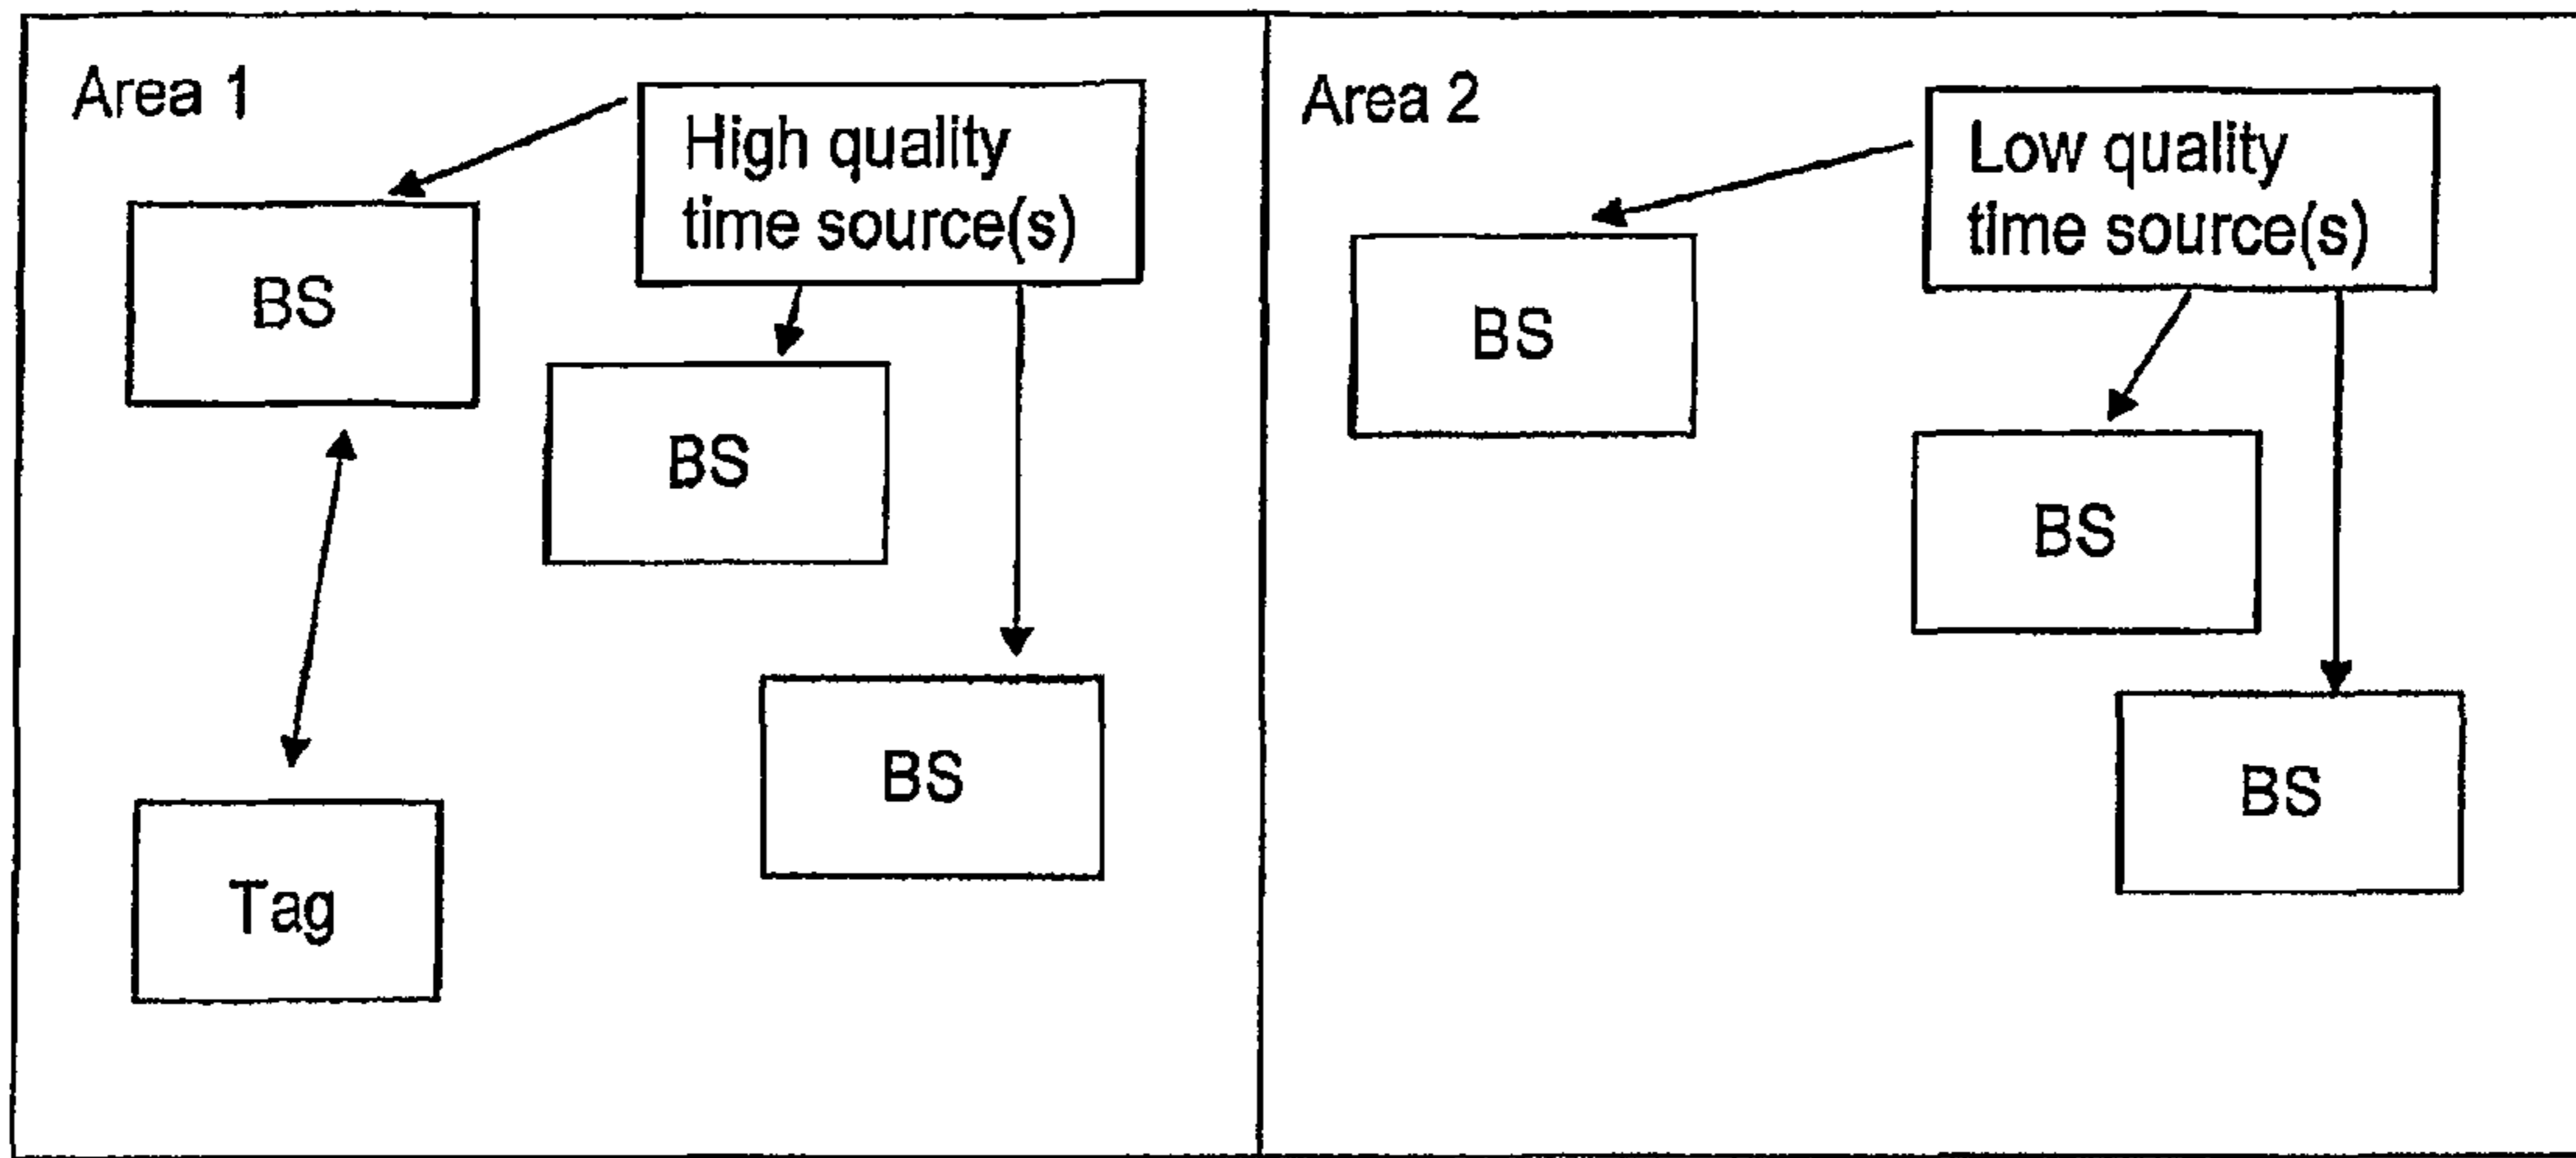 Area 1
High quality
time source(s)
BS
BS
BS
Tag
Area 2
Low quality
time source(s)
BS
BS
BS